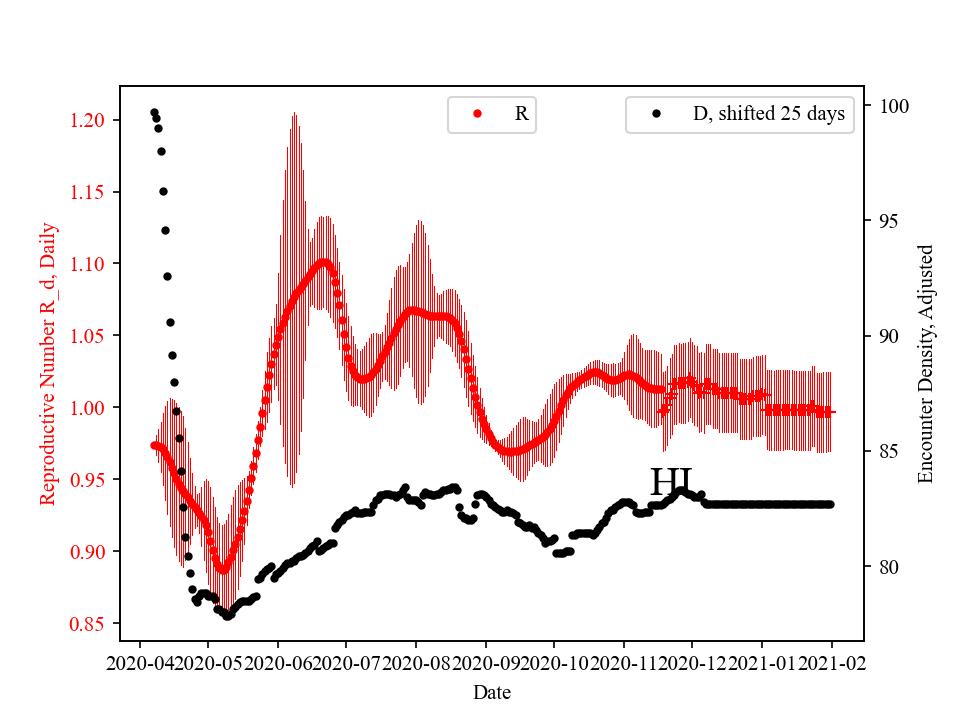 R
D, shifted 25 days
1.20
1.15
1.10
1.05
1.00
0.95
0.90
0.85
Reproductive Number R_d, Daily
100
95
90
85
80
Encounter Density, Adjusted
HI
2020-04 2020-05 2020-06 2020-07 2020-08 2020-09 2020-10 2020-11 2020-12 2021-01 2021-02
Date